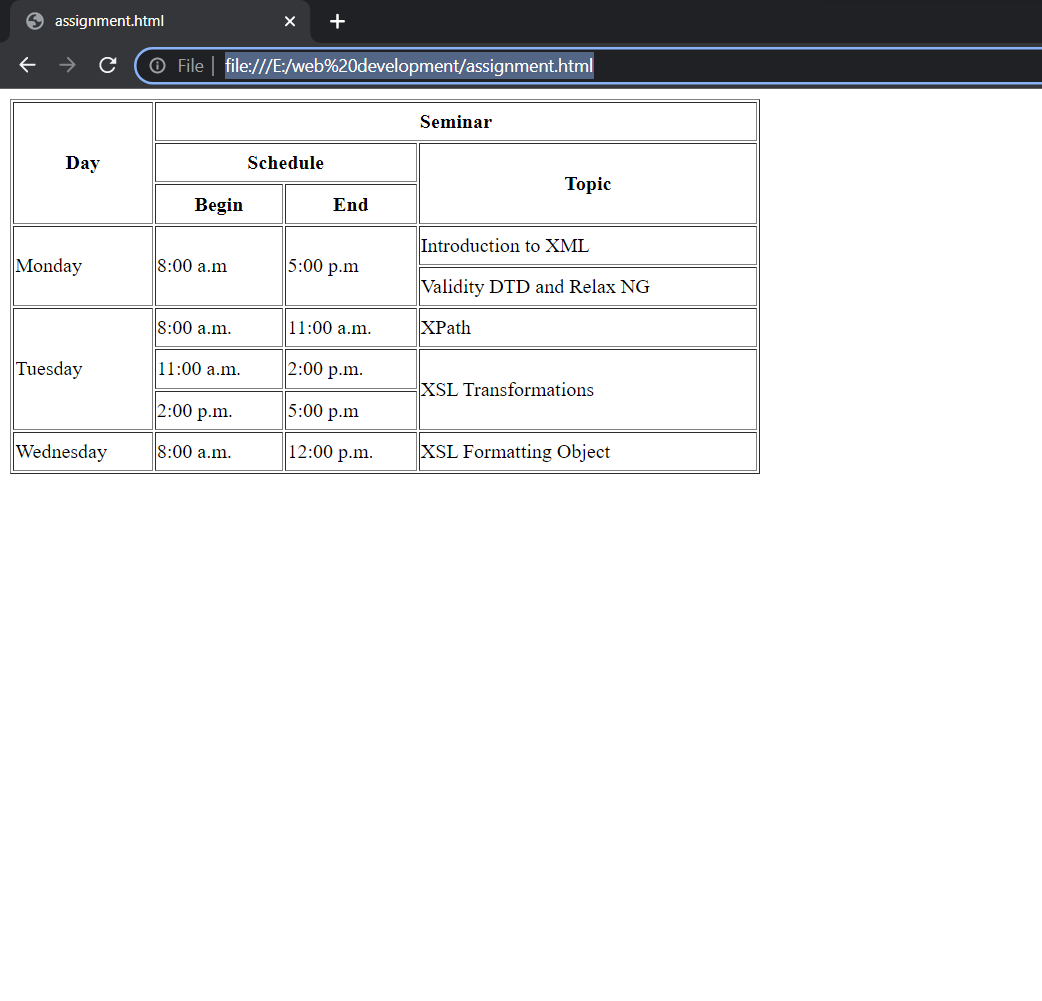 assignment.html
File | file:///E:/web%20development/assignment.html
Seminar
Day
Schedule
Topic
Begin End
Monday 8:00 a.m 5:00 p.m
Introduction to XML
Validity DTD and Relax NG
Tuesday
8:00 a.m. 11:00 a.m. XPath
11:00 a.m. 2:00 p.m.
XSL Transformations
2:00 p.m. 5:00 p.m
Wednesday 8:00 a.m. 12:00 p.m. XSL Formatting Object